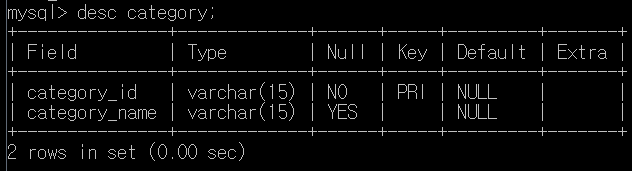 mysql> desc category;
+---------------+-------------+------+-----+---------+-------+
| Field         | Type        | Null | Key | Default | Extra |
+---------------+-------------+------+-----+---------+-------+
| category_id   | varchar(15) | NO   | PRI | NULL    |       |
| category_name | varchar(15) | YES  |     | NULL    |       |
+---------------+-------------+------+-----+---------+-------+
2 rows in set (0.00 sec)